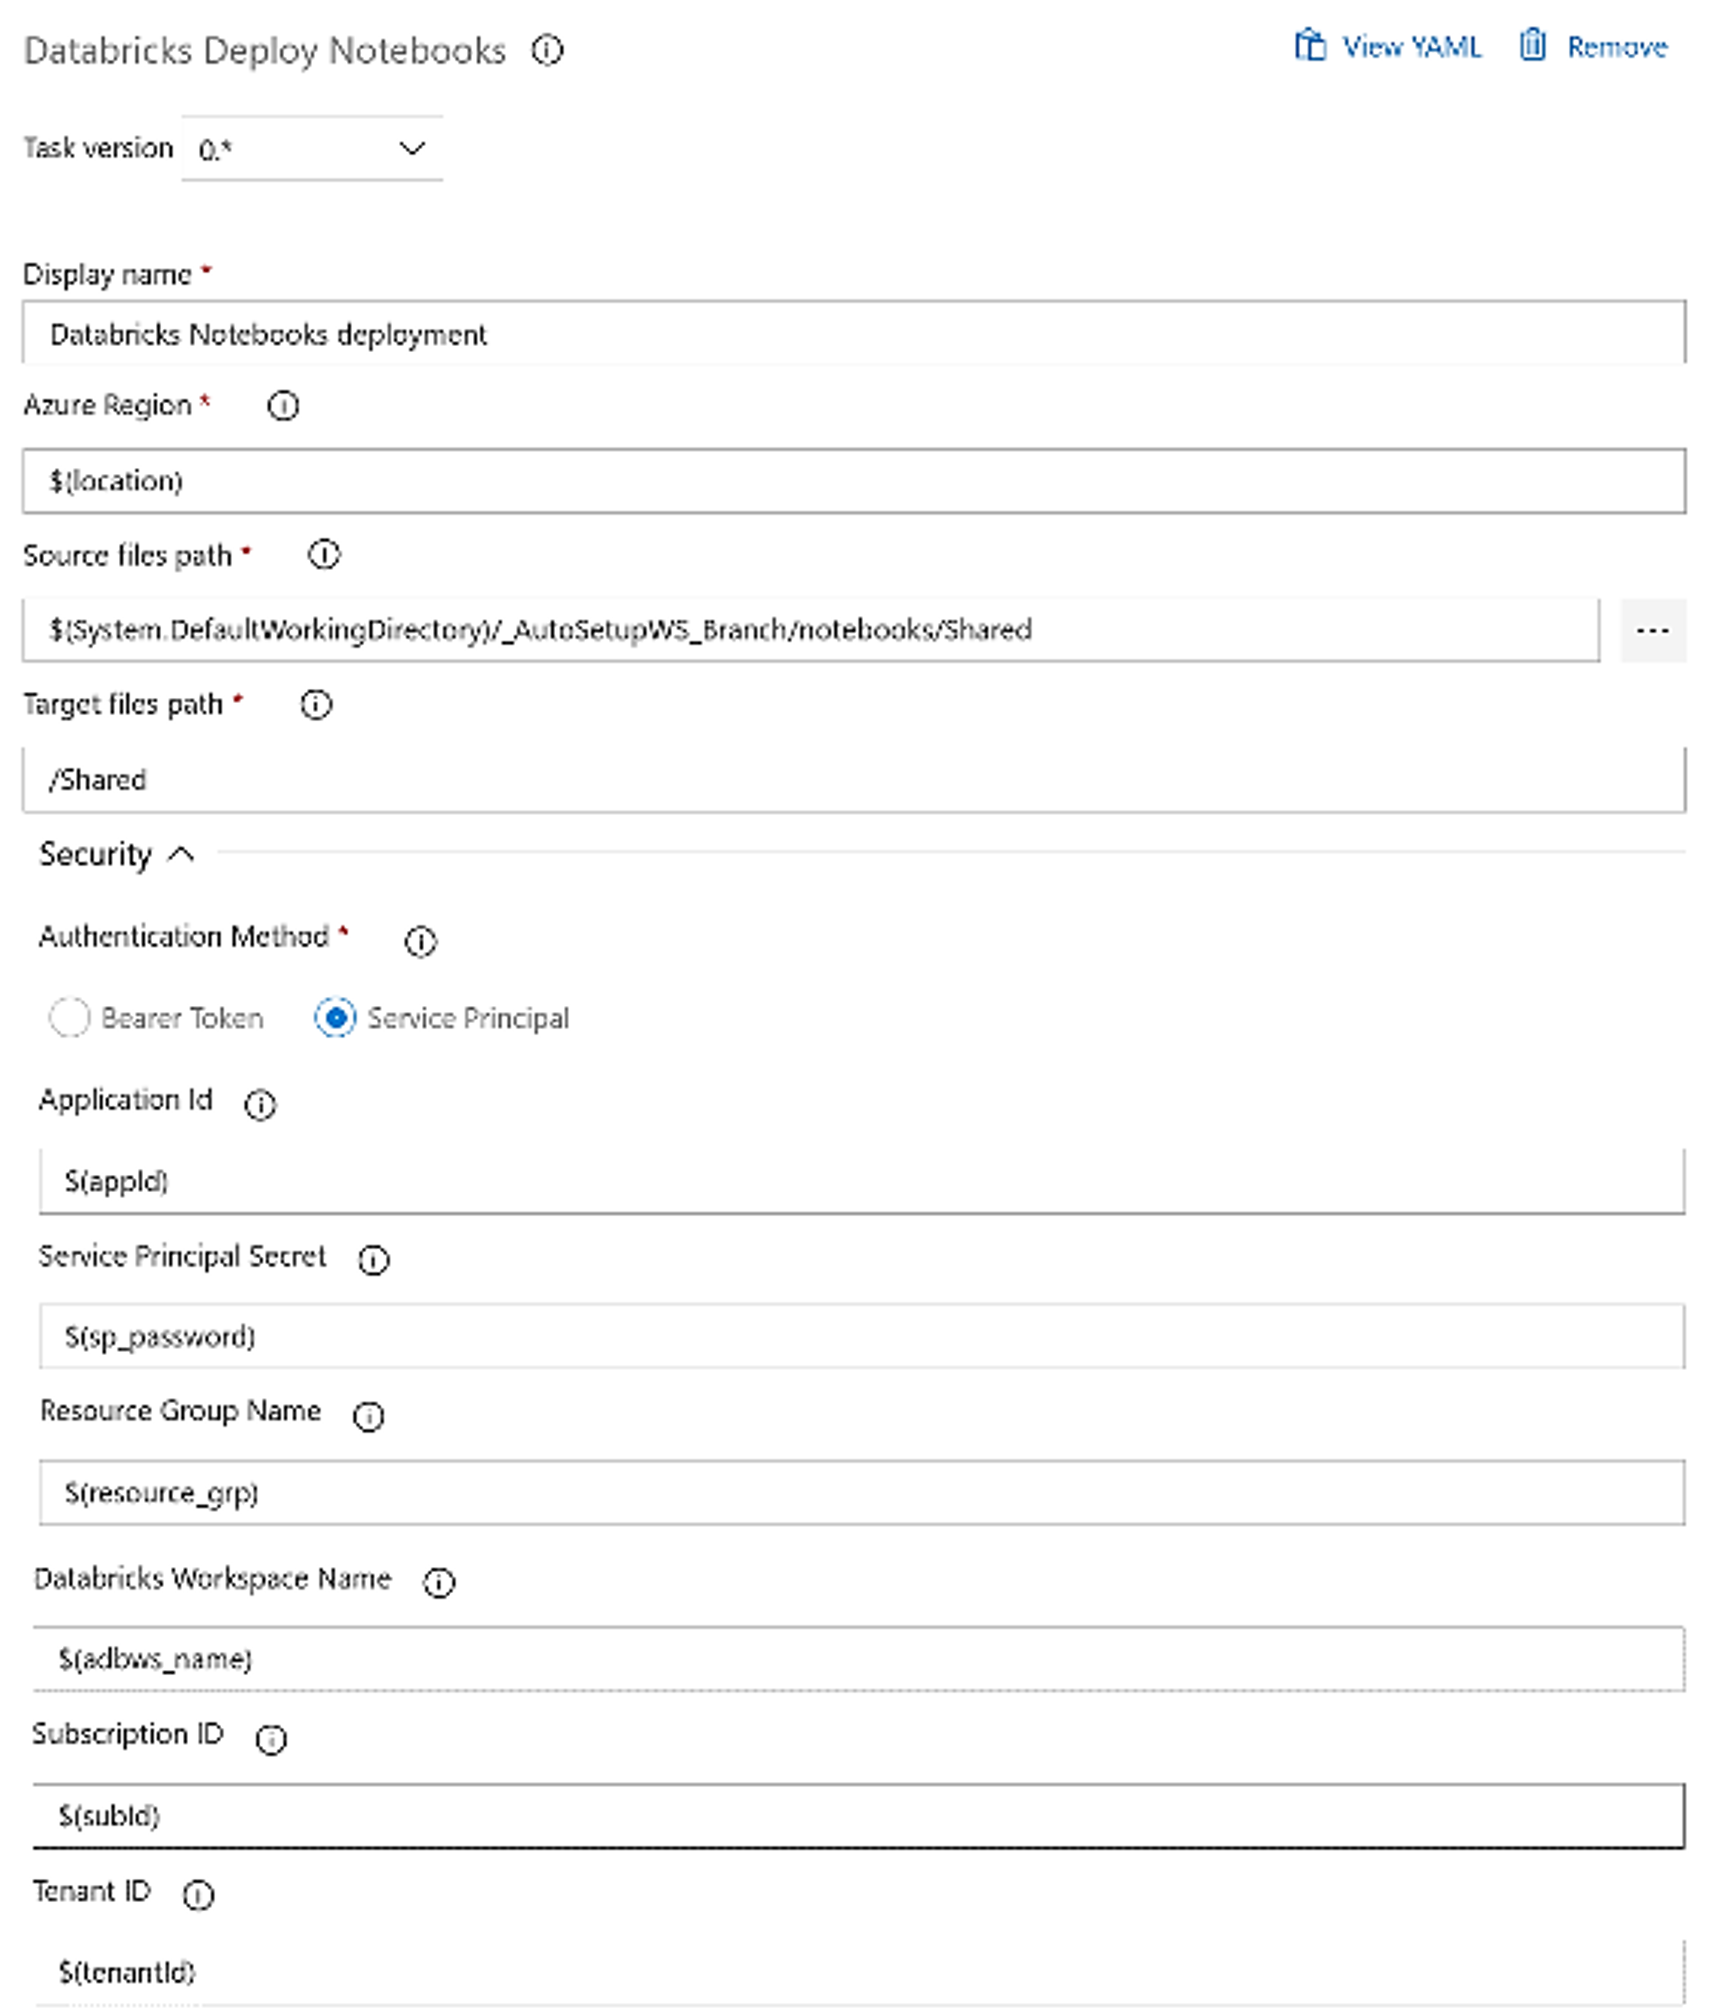 Databricks Deploy Notebooks
View YAML
Remove
Task version 0.*
Display name *
Databricks Notebooks deployment
Azure Region *
$(location)
Source files path *
$(System.DefaultWorkingDirectory)/_AutoSetupWS_Branch/notebooks/Shared
...
Target files path *
/Shared
Security
Authentication Method *
Bearer Token
Service Principal
Application Id
$(appId)
Service Principal Secret
$(sp_password)
Resource Group Name
$(resource_grp)
Databricks Workspace Name
$(adbws_name)
Subscription ID
$(subId)
Tenant ID
$(tenantId)